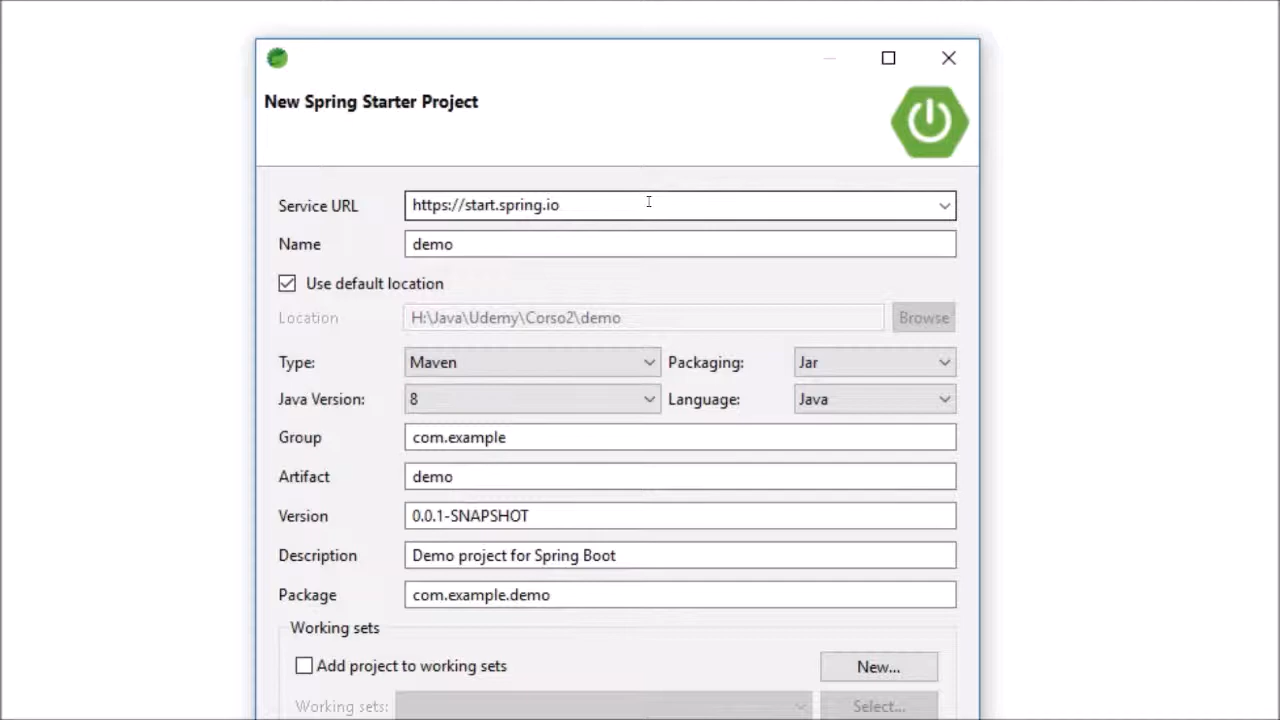 New Spring Starter Project
Service URL https://start.spring.io
Name demo
Use default location
Location H:\Java\Udemy\Corso2\demo Browse
Type: Maven Packaging: Jar
Java Version: 8 Language: Java
Group com.example
Artifact demo
Version 0.0.1-SNAPSHOT
Description Demo project for Spring Boot
Package com.example.demo
Working sets
Add project to working sets New...
Working sets: Select...